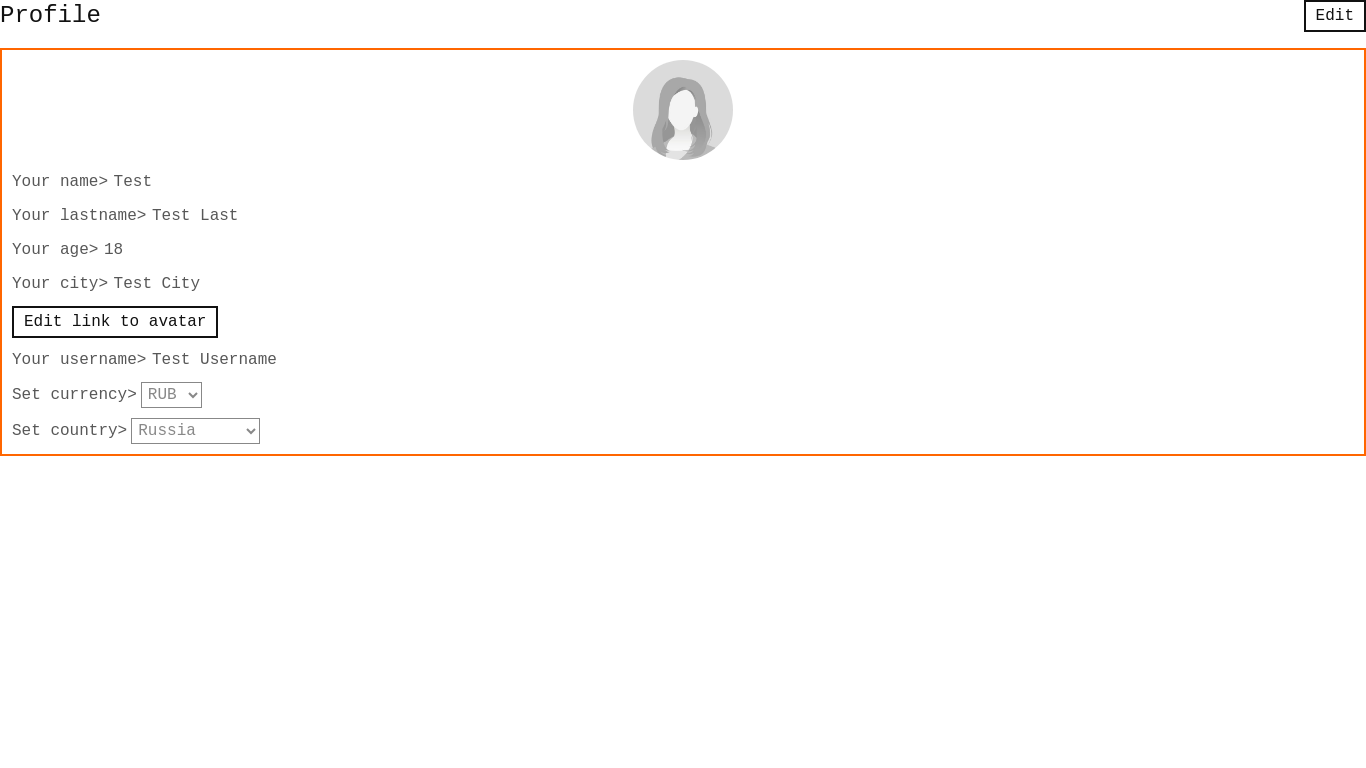 Profile
Edit
Your name> Test
Your lastname> Test Last
Your age> 18
Your city> Test City
Edit link to avatar
Your username> Test Username
Set currency> RUB
Set country> Russia